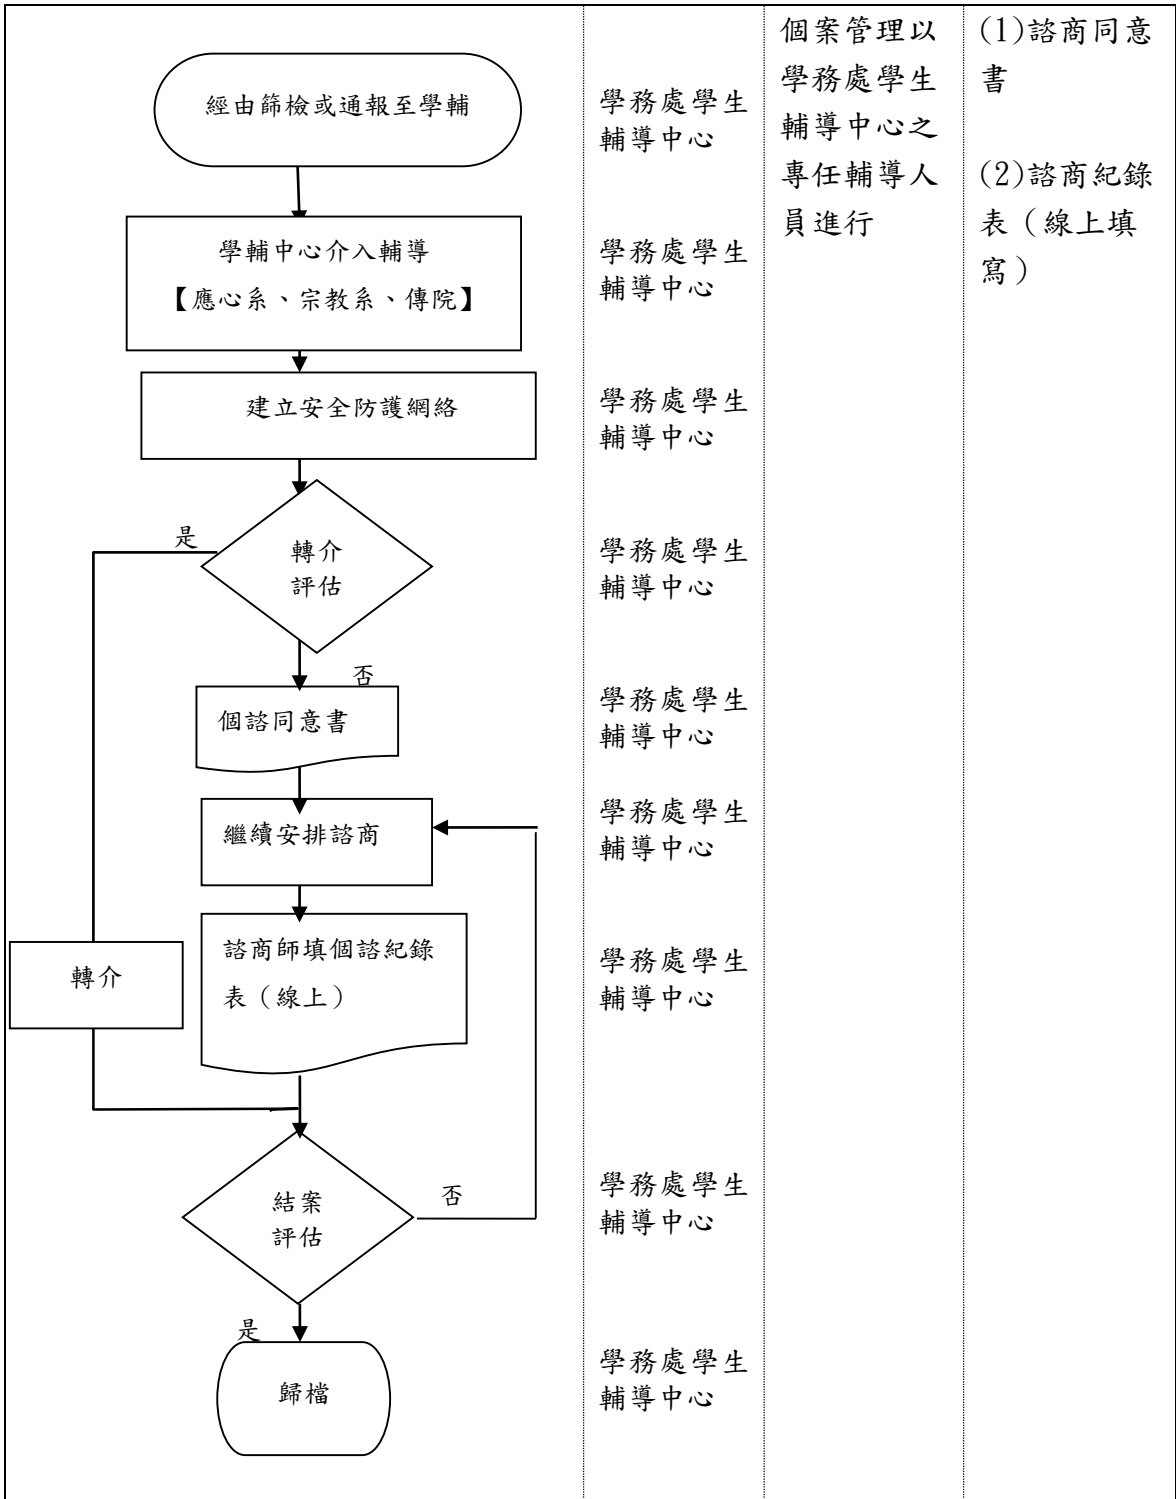 經由篩檢或通報至學輔
學輔中心介入輔導
【應心系、宗教系、傳院】
建立安全防護網絡
是
轉介
評估
否
個諮同意書
繼續安排諮商
諮商師填個諮紀錄
表（線上）
轉介
結案
評估
否
是
歸檔
學務處學生
輔導中心
學務處學生
輔導中心
學務處學生
輔導中心
學務處學生
輔導中心
學務處學生
輔導中心
學務處學生
輔導中心
學務處學生
輔導中心
學務處學生
輔導中心
學務處學生
輔導中心
個案管理以
學務處學生
輔導中心之
專任輔導人
員進行
(1)諮商同意
書
(2)諮商紀錄
表（線上填
寫）